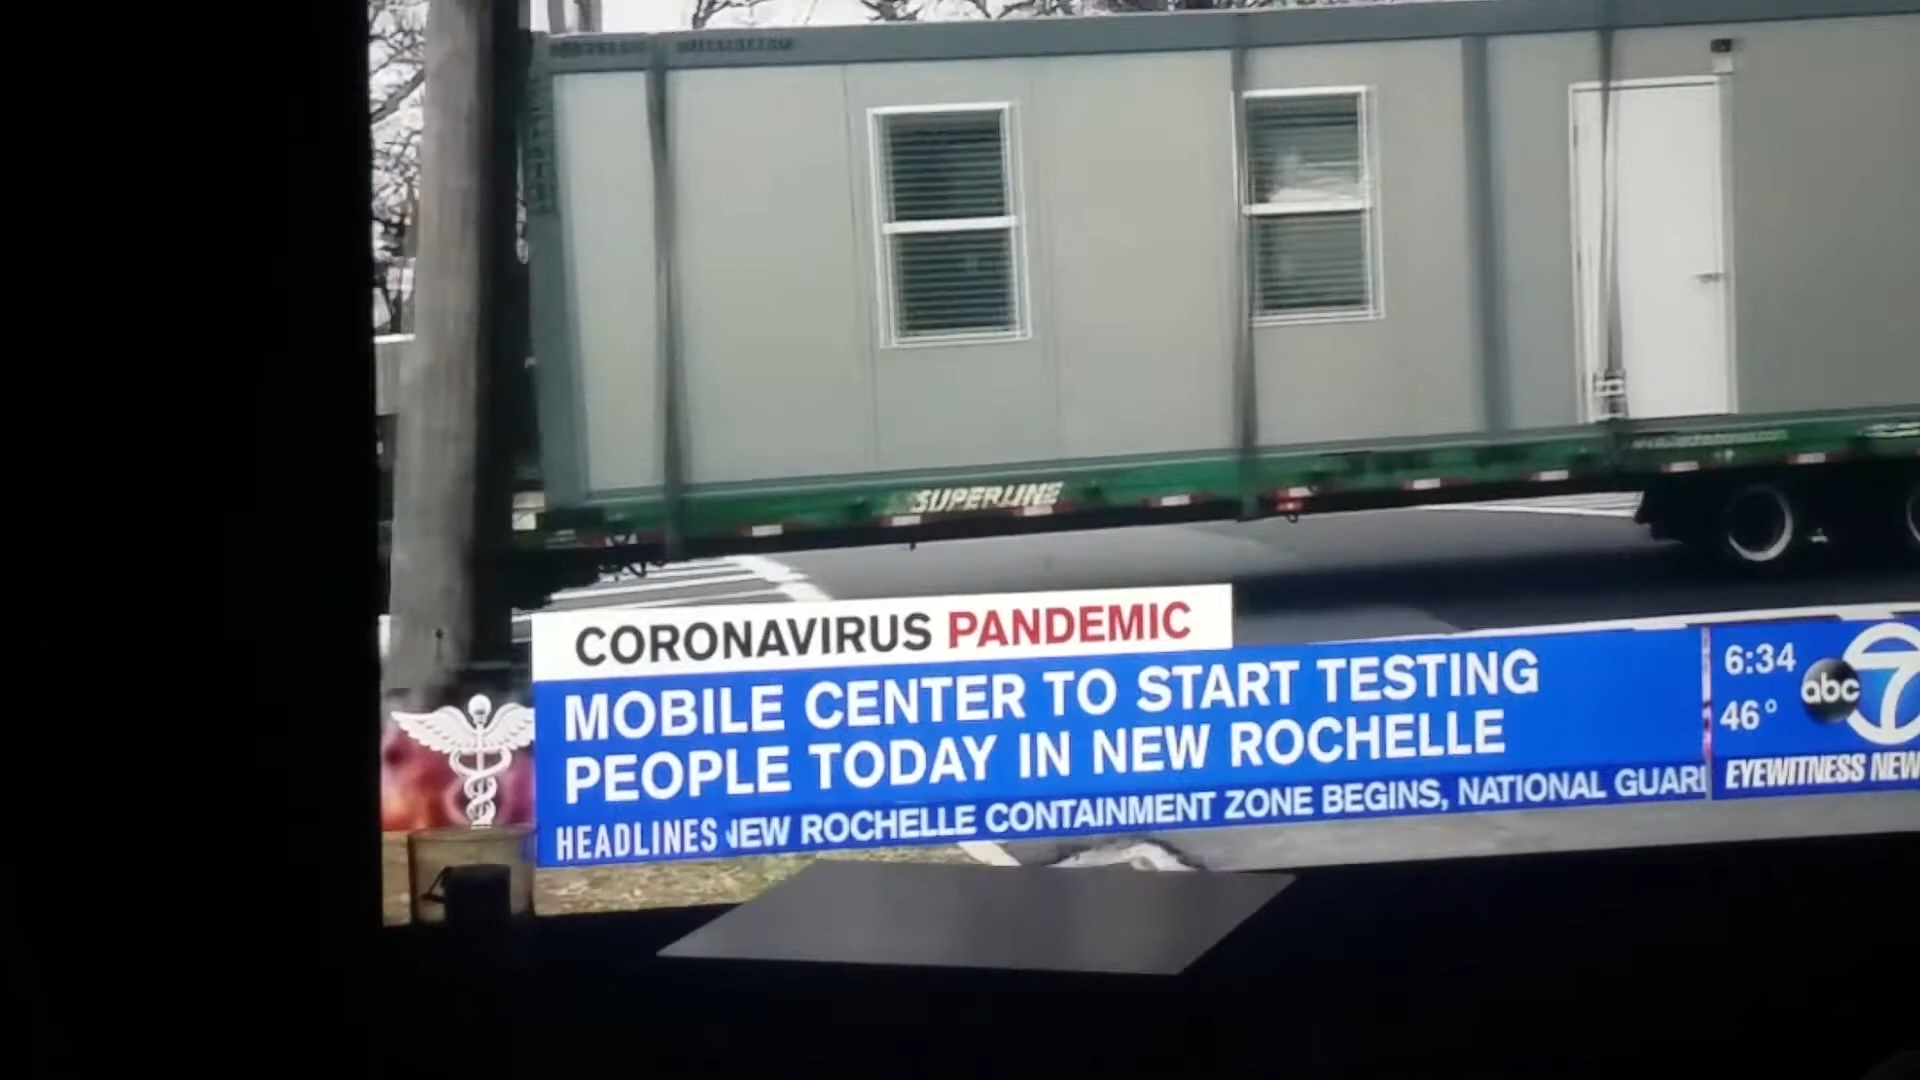 SUPERLINE
CORONAVIRUS PANDEMIC
MOBILE CENTER TO START TESTING
PEOPLE TODAY IN NEW ROCHELLE
HEADLINES NEW ROCHELLE CONTAINMENT ZONE BEGINS, NATIONAL GUAR
6:34
46°
abc 7
EYEWITNESS NEW